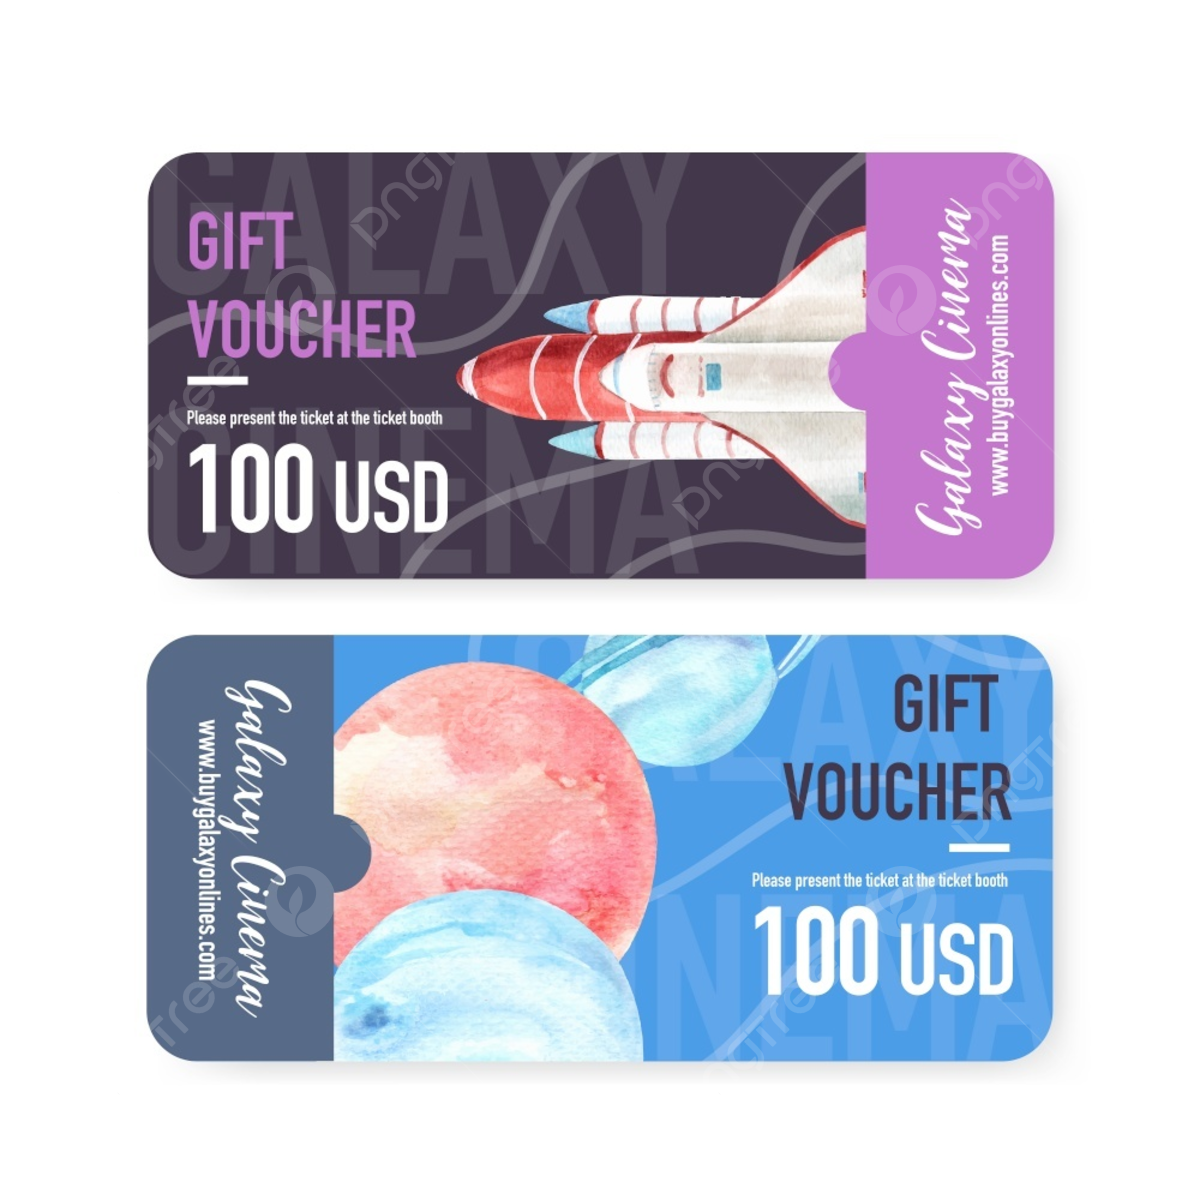 GALAXY
CINEMA
GIFT
VOUCHER
Please present the ticket at the ticket booth
100 USD
Galaxy Cinema
www.buygalaxyonlines.com
Galaxy Cinema
www.buygalaxyonlines.com
GALAXY
CINEMA
GIFT
VOUCHER
Please present the ticket at the ticket booth
100 USD
pngtree